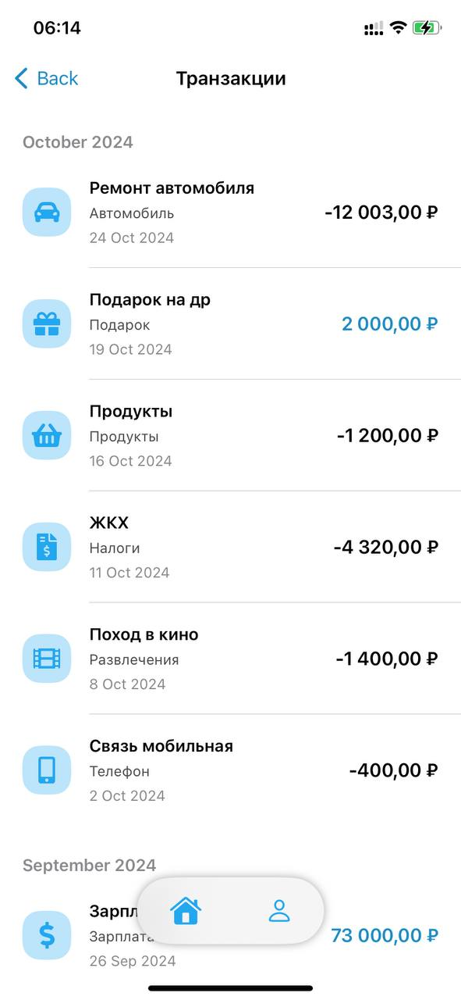 06:14
Back
Транзакции
October 2024
Ремонт автомобиля
Автомобиль
-12 003,00 ₽
24 Oct 2024
Подарок на др
Подарок
2 000,00 ₽
19 Oct 2024
Продукты
Продукты
-1 200,00 ₽
16 Oct 2024
ЖКХ
Налоги
-4 320,00 ₽
11 Oct 2024
Поход в кино
Развлечения
-1 400,00 ₽
8 Oct 2024
Связь мобильная
Телефон
-400,00 ₽
2 Oct 2024
September 2024
Зарплата
73 000,00 ₽
26 Sep 2024